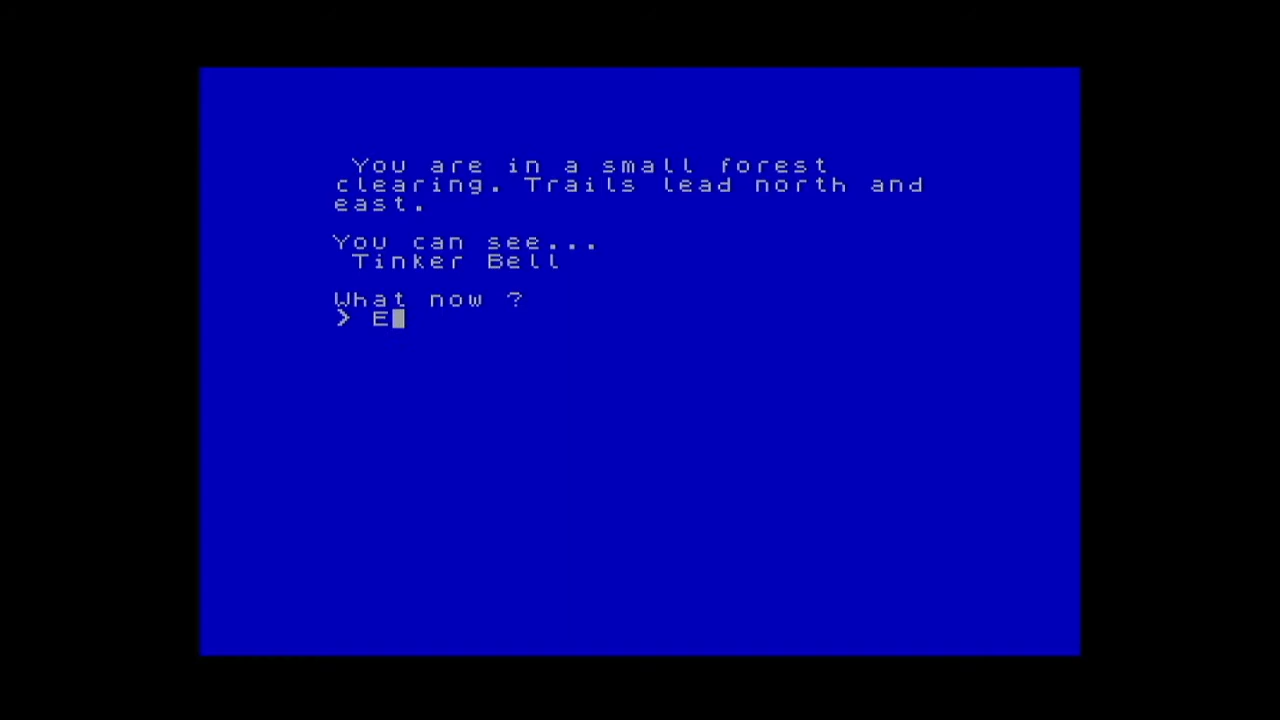 You are in a small forest
clearing. Trails lead north and
east.
You can see...
Tinker Bell
What now ?
> E